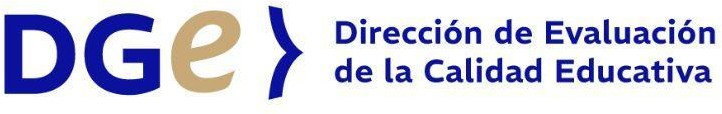 DGe
Dirección de Evaluación
de la Calidad Educativa